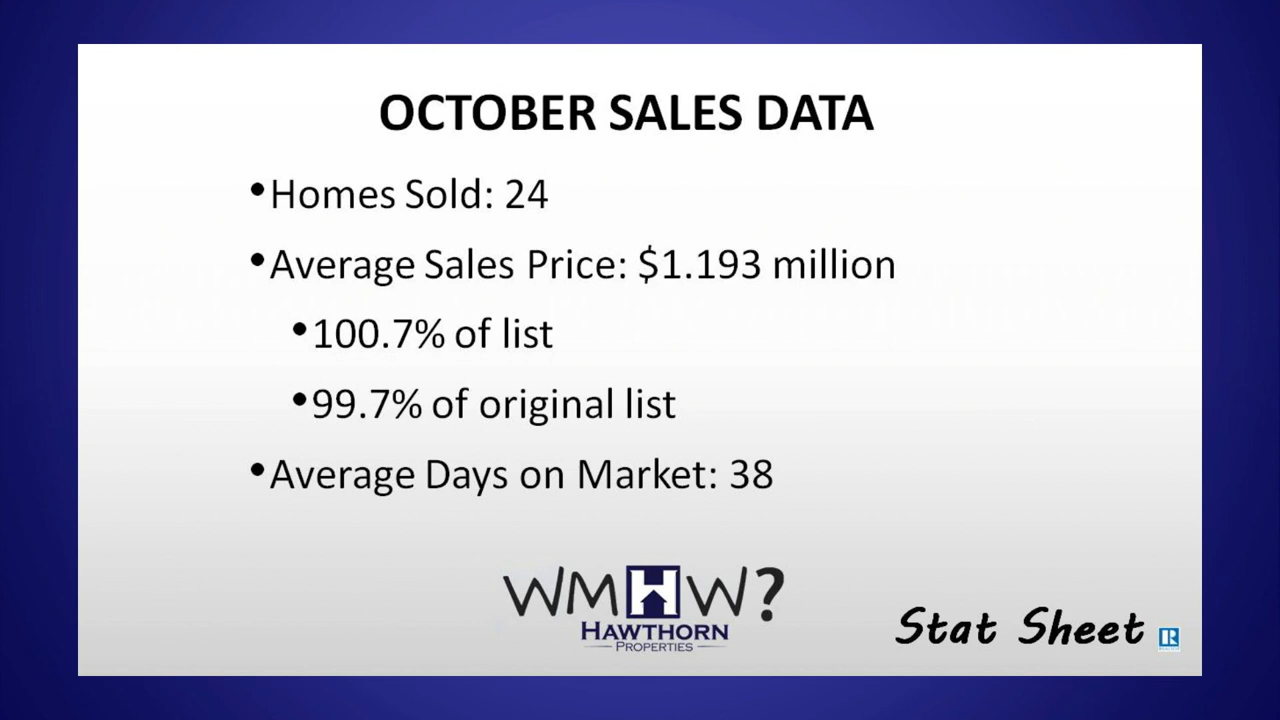 OCTOBER SALES DATA
•Homes Sold: 24
•Average Sales Price: $1.193 million
•100.7% of list
•99.7% of original list
•Average Days on Market: 38
WMHW?
HAWTHORN
PROPERTIES
Stat Sheet
R